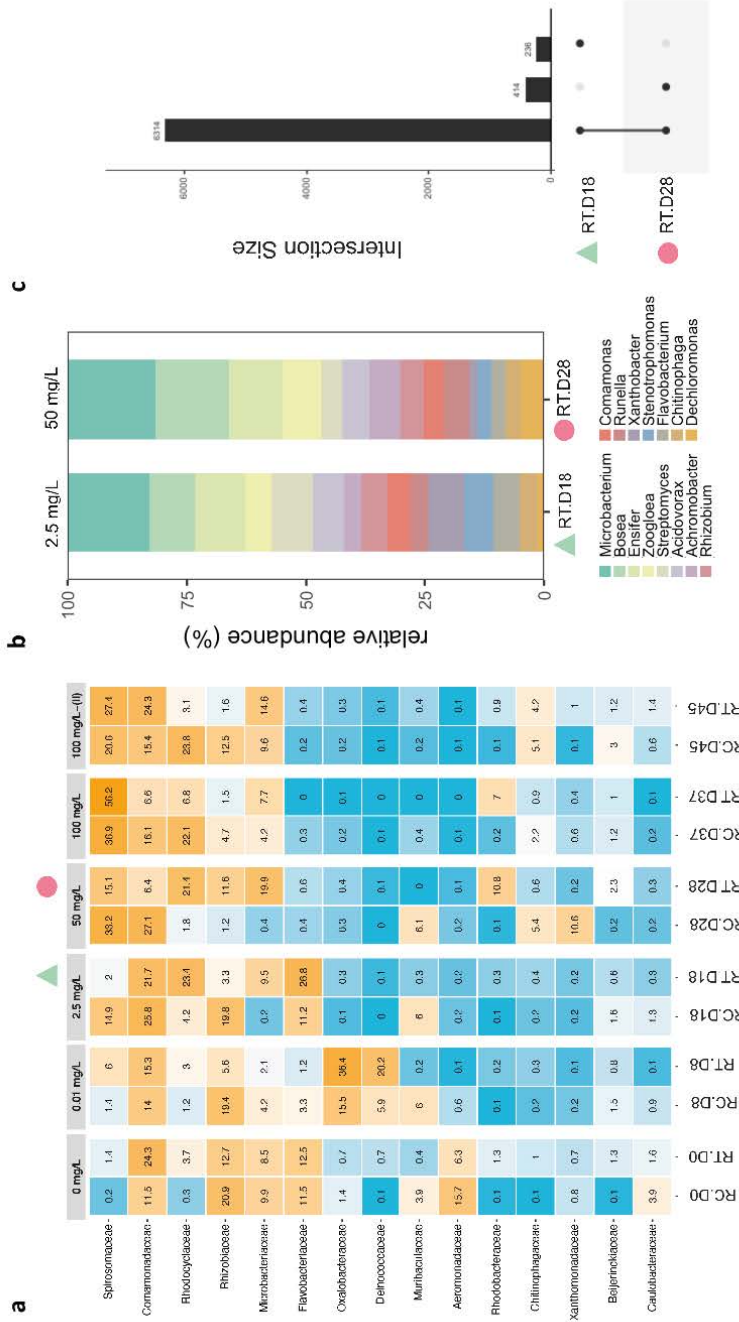 a
0 mg/L 0.01 mg/L 2.5 mg/L 50 mg/L 100 mg/L 100 mg/L-(II)
Spirosomaceae 0.2 1.4 1.4 6 14.9 2 33.2 15.1 36.9 56.2 20.6 27.4
Comamonadaceae 11.5 24.3 14 15.3 25.8 21.7 27.1 6.4 16.1 6.6 15.4 24.3
Rhodocyclaceae 0.3 3.7 1.2 3 4.2 23.4 1.8 21.4 22.1 6.8 23.8 3.1
Rhizobiaceae 20.9 12.7 19.4 5.6 19.8 3.3 1.2 11.6 4.7 1.5 12.5 1.6
Microbacteriaceae 9.9 8.5 4.2 2.1 0.2 9.5 0.4 19.9 4.2 7.7 9.6 14.6
Flavobacteriaceae 11.5 12.5 3.3 1.2 11.2 26.8 0.4 0.6 0.3 0 0.2 0.4
Oxalobacteraceae 1.4 0.7 15.5 36.4 0.1 0.3 0.3 0.4 0.2 0.1 0.2 0.3
Deinococcaceae 0.1 0.7 5.9 20.2 0 0.1 0 0.1 0.1 0 0.1 0.1
Muribaculaceae 3.9 0.4 6 0.2 6 0.3 6.1 0 0.4 0 0.2 0.4
Aeromonadaceae 15.7 6.3 0.6 0.1 0.2 0.2 0.2 0.1 0.1 0 0.1 0.1
Rhodobacteraceae 0.1 1.3 0.1 0.2 0.1 0.3 0.1 10.8 0.2 7 0.1 0.9
Chitinophagaceae 0.1 1 0.2 0.3 0.2 0.4 5.4 0.6 2.2 0.9 5.1 4.2
Xanthomonadaceae 0.8 0.7 0.2 0.1 0.2 0.2 10.6 0.2 0.6 0.4 0.1 1
Beijerinckiaceae 0.1 1.3 1.5 0.8 1.6 0.6 0.2 2.3 1.2 1 3 1.2
Caulobacteraceae 3.9 1.6 0.9 0.1 1.3 0.3 0.2 0.3 0.2 0.1 0.6 1.4
RC.D0 RT.D0 RC.D8 RT.D8 RC.D18 RT.D18 RC.D28 RT.D28 RC.D37 RT.D37 RC.D45 RT.D45
b
2.5 mg/L 50 mg/L
relative abundance (%)
100
75
50
25
0
RT.D18 RT.D28
Microbacterium Comamonas
Bosea Runella
Ensifer Xanthobacter
Zoogloea Stenotrophomonas
Streptomyces Flavobacterium
Acidovorax Chitinophaga
Achromobacter Dechloromonas
Rhizobium
c
Intersection Size
6000
4000
2000
0
6314
414
236
RT.D18
RT.D28